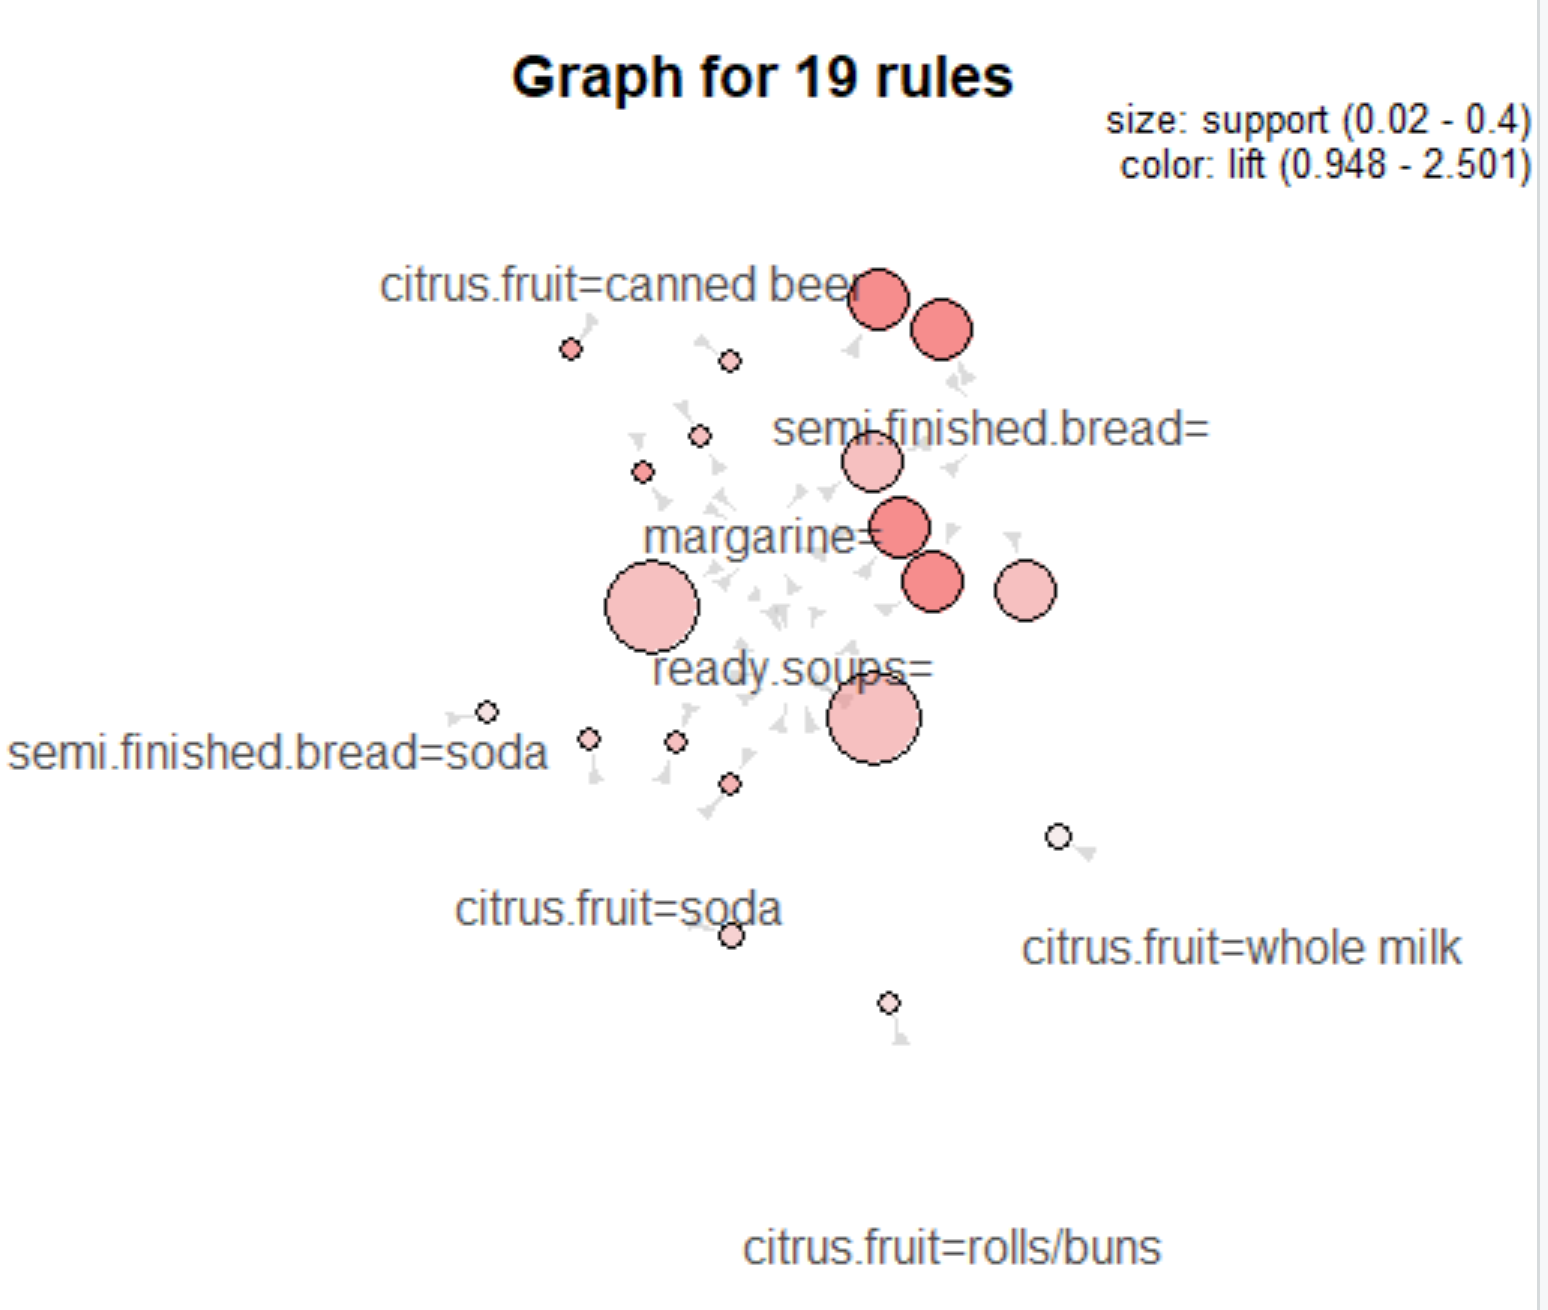 Graph for 19 rules
size: support (0.02 - 0.4)
color: lift (0.948 - 2.501)
citrus.fruit=canned beer
semi.finished.bread=
margarine=
ready.soups=
semi.finished.bread=soda
citrus.fruit=soda
citrus.fruit=whole milk
citrus.fruit=rolls/buns